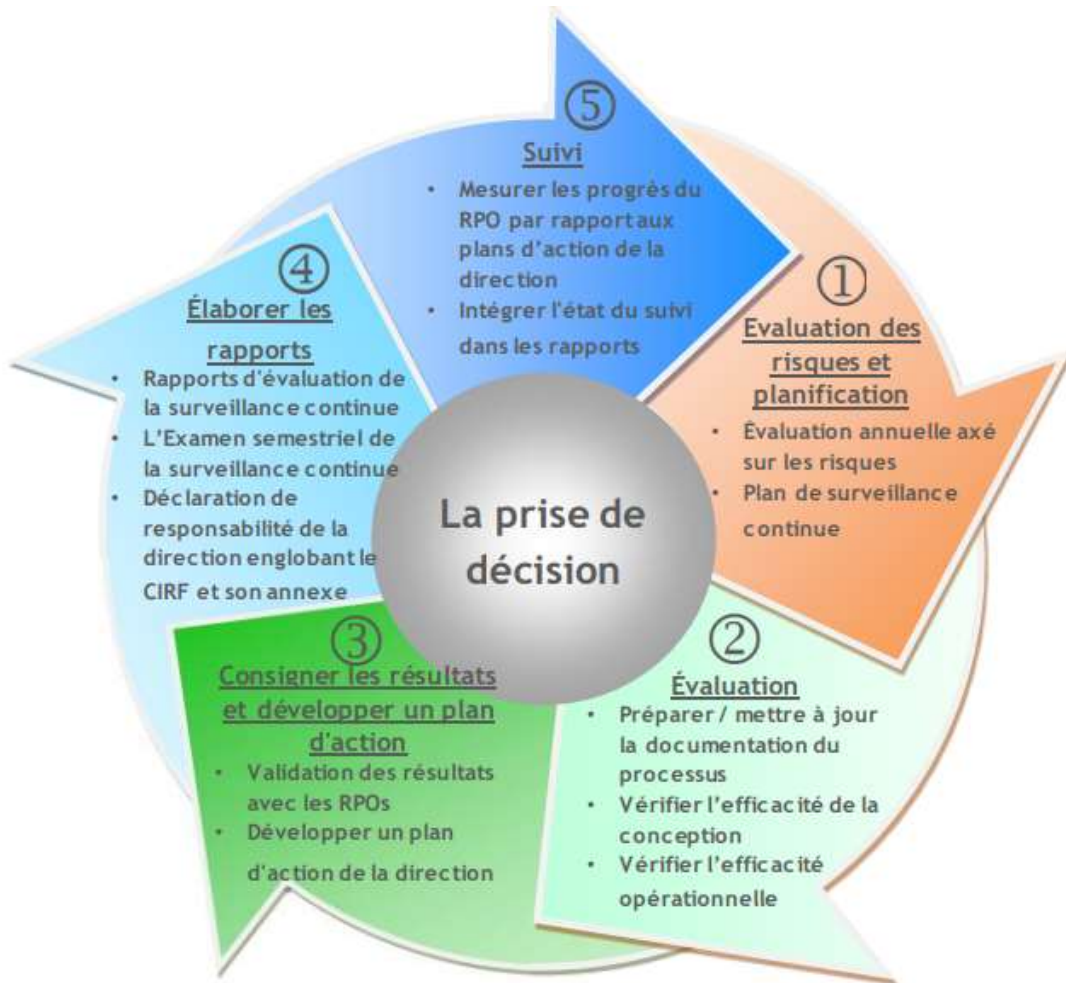 ⑤
Suivi
• Mesurer les progrès du
RPO par rapport aux
plans d’action de la
direction
• Intégrer l'état du suivi
dans les rapports
①
Evaluation des
risques et
planification
• Èvaluation annuelle axé
sur les risques
• Plan de surveillance
continue
②
Évaluation
• Préparer / mettre à jour
la documentation du
processus
• Vérifier l’efficacité de la
conception
• Vérifier l’efficacité
opérationnelle
③
Consigner les résultats
et développer un plan
d'action
• Validation des résultats
avec les RPOs
• Développer un plan
d'action de la direction
④
Élaborer les
rapports
• Rapports d'évaluation de
la surveillance continue
• L’Examen semestriel de
la surveillance continue
• Déclaration de
responsabilité de la
direction englobant le
CIRF et son annexe
La prise de
décision